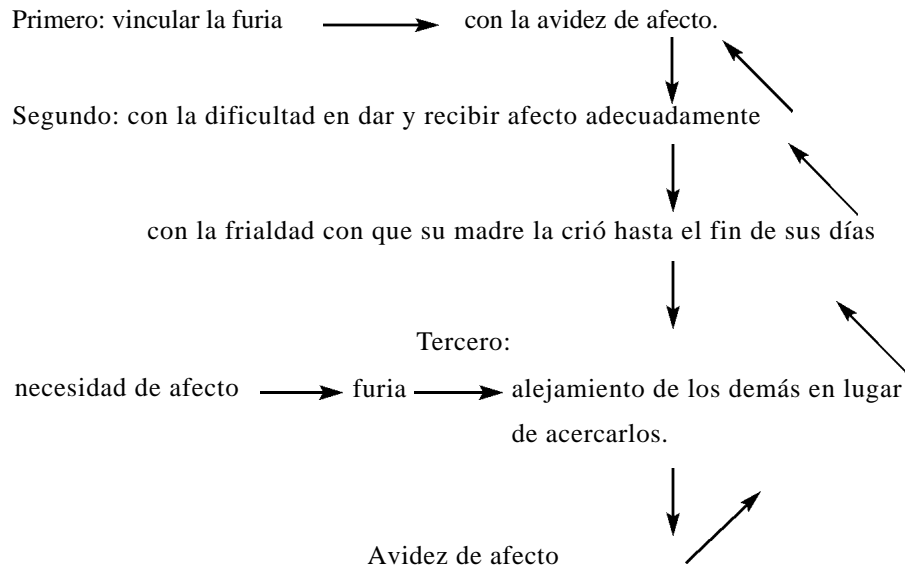 Primero: vincular la furia con la avidez de afecto.
Segundo: con la dificultad en dar y recibir afecto adecuadamente
con la frialdad con que su madre la crió hasta el fin de sus días
Tercero:
necesidad de afecto furia alejamiento de los demás en lugar
de acercarlos.
Avidez de afecto